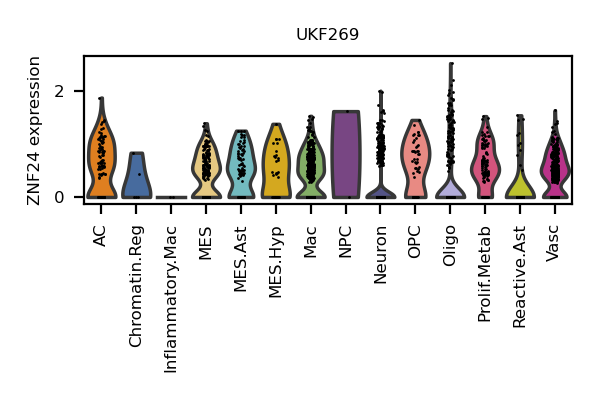 UKF269
ZNF24 expression
2
0
AC
Chromatin.Reg
Inflammatory.Mac
MES
MES.Ast
MES.Hyp
Mac
NPC
Neuron
OPC
Oligo
Prolif.Metab
Reactive.Ast
Vasc